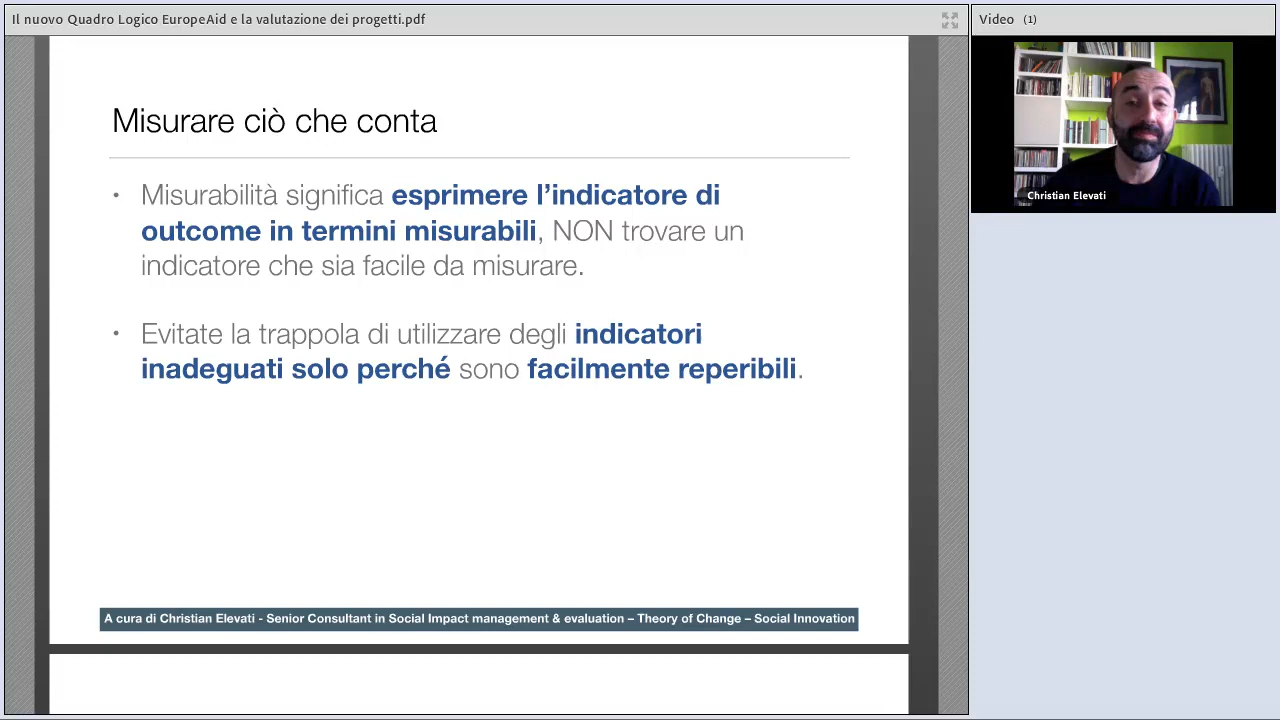 Il nuovo Quadro Logico EuropeAid e la valutazione dei progetti.pdf
Video (1)
Christian Elevati
Misurare ciò che conta
• Misurabilità significa esprimere l’indicatore di
outcome in termini misurabili, NON trovare un
indicatore che sia facile da misurare.
• Evitate la trappola di utilizzare degli indicatori
inadeguati solo perché sono facilmente reperibili.
A cura di Christian Elevati - Senior Consultant in Social Impact management & evaluation – Theory of Change – Social Innovation